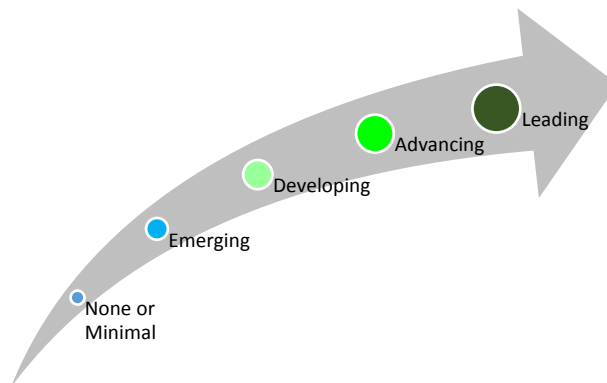 Leading
Advancing
Developing
Emerging
None or
Minimal